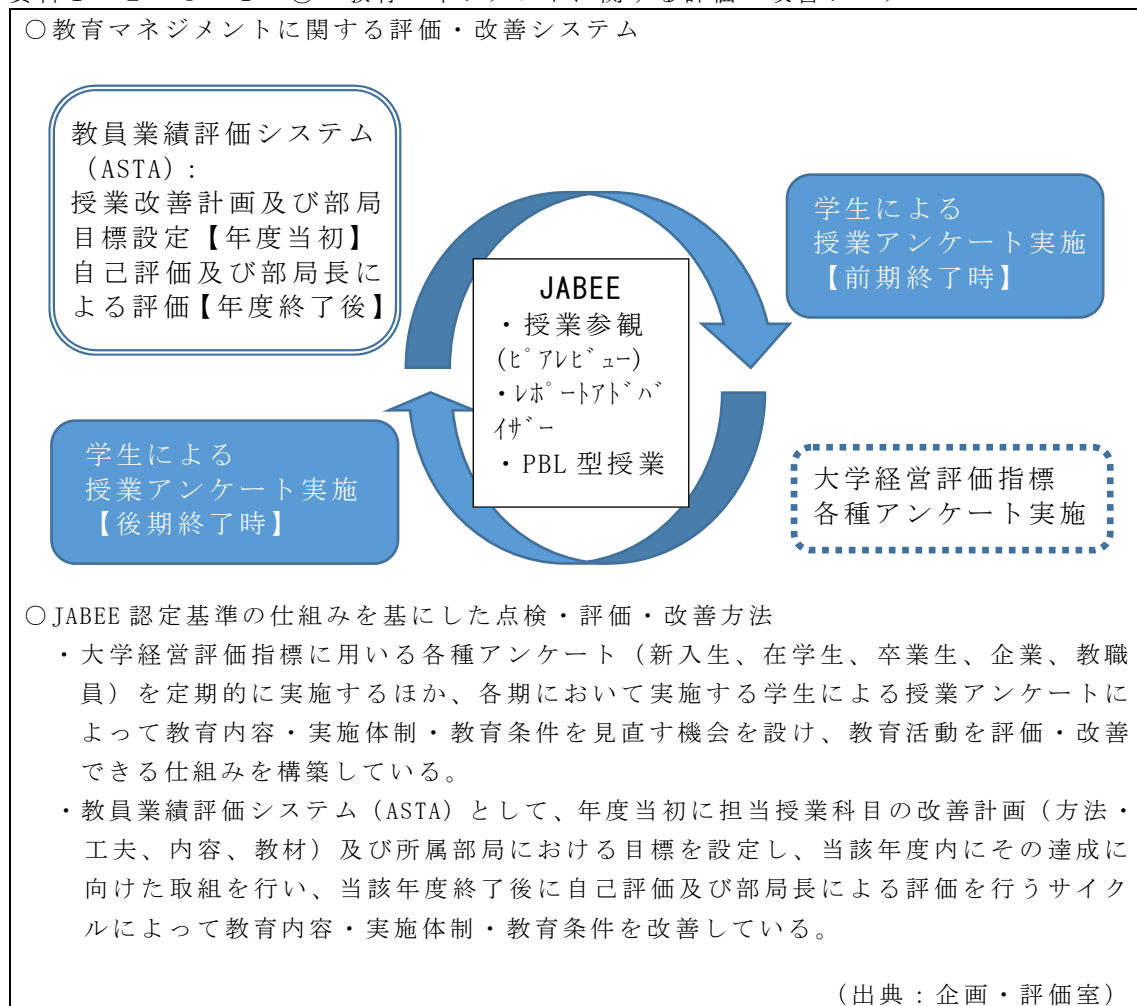 ○教育マネジメントに関する評価・改善システム
教員業績評価システム
(ASTA):
授業改善計画及び部局
目標設定【年度当初】
自己評価及び部局長に
よる評価【年度終了後】
学生による
授業アンケート実施
【前期終了時】
JABEE
・授業参観
(ﾋﾟｱﾚﾋﾞｭｰ)
・ﾚﾎﾟｰﾄｱﾄﾞﾊﾞ
ｲｻﾞｰ
・PBL 型授業
学生による
授業アンケート実施
【後期終了時】
大学経営評価指標
各種アンケート実施
○JABEE 認定基準の仕組みを基にした点検・評価・改善方法
・大学経営評価指標に用いる各種アンケート（新入生、在学生、卒業生、企業、教職
員）を定期的に実施するほか、各期において実施する学生による授業アンケートに
よって教育内容・実施体制・教育条件を見直す機会を設け、教育活動を評価・改善
できる仕組みを構築している。
・教員業績評価システム（ASTA）として、年度当初に担当授業科目の改善計画（方法・
工夫、内容、教材）及び所属部局における目標を設定し、当該年度内にその達成に
向けた取組を行い、当該年度終了後に自己評価及び部局長による評価を行うサイク
ルによって教育内容・実施体制・教育条件を改善している。
（出典：企画・評価室）